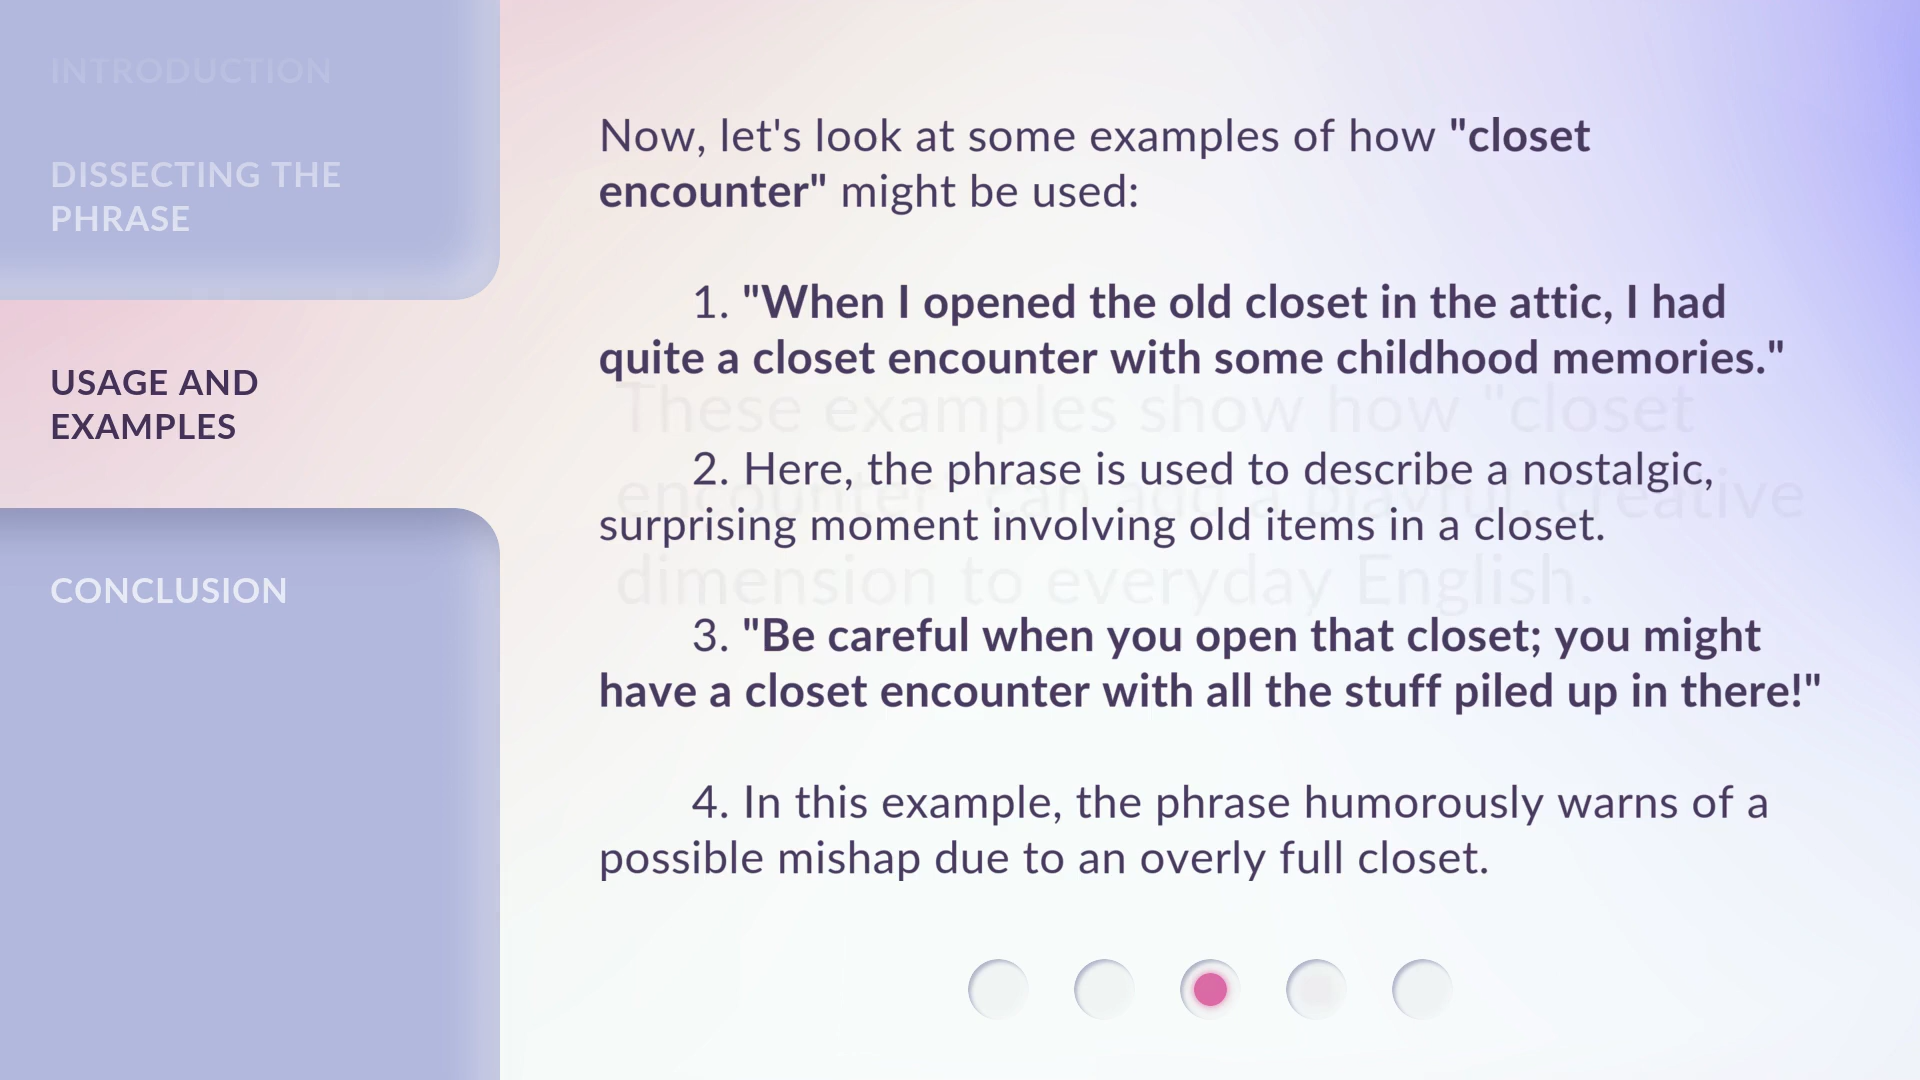 INTRODUCTION
DISSECTING THE
PHRASE
USAGE AND
EXAMPLES
CONCLUSION
Now, let's look at some examples of how "closet
encounter" might be used:
1. "When I opened the old closet in the attic, I had
quite a closet encounter with some childhood memories."
These examples show how "closet
2. Here, the phrase is used to describe a nostalgic,
encounter" can add a playful, creative
surprising moment involving old items in a closet.
dimension to everyday English.
3. "Be careful when you open that closet; you might
have a closet encounter with all the stuff piled up in there!"
4. In this example, the phrase humorously warns of a
possible mishap due to an overly full closet.